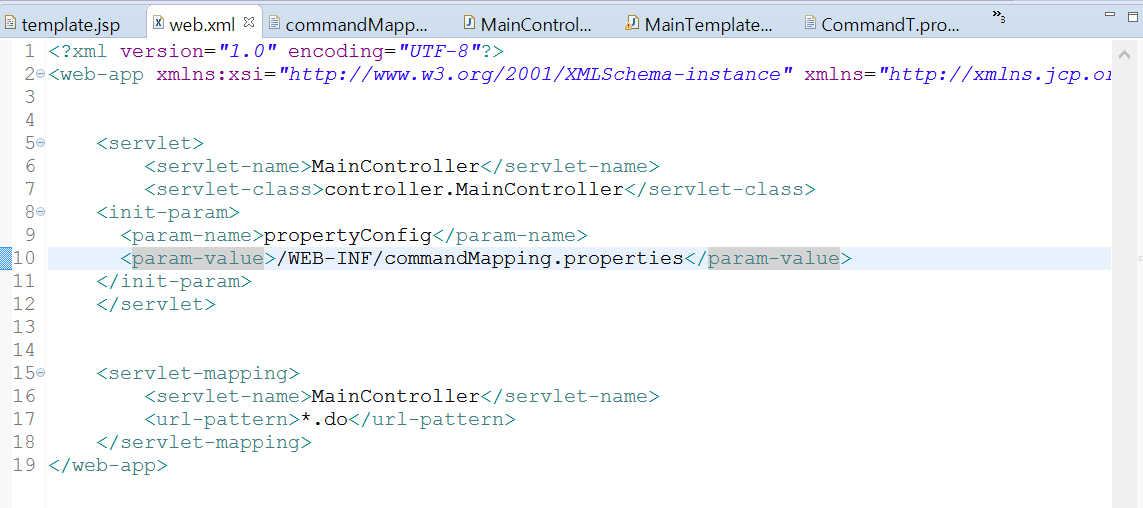 template.jsp web.xml commandMapp... MainControl... MainTemplate... CommandT.pro... »3
1 <?xml version="1.0" encoding="UTF-8"?>
2 <web-app xmlns:xsi="http://www.w3.org/2001/XMLSchema-instance" xmlns="http://xmlns.jcp.or
3
4
5 <servlet>
6 <servlet-name>MainController</servlet-name>
7 <servlet-class>controller.MainController</servlet-class>
8 <init-param>
9 <param-name>propertyConfig</param-name>
10 <param-value>/WEB-INF/commandMapping.properties</param-value>
11 </init-param>
12 </servlet>
13
14
15 <servlet-mapping>
16 <servlet-name>MainController</servlet-name>
17 <url-pattern>*.do</url-pattern>
18 </servlet-mapping>
19 </web-app>